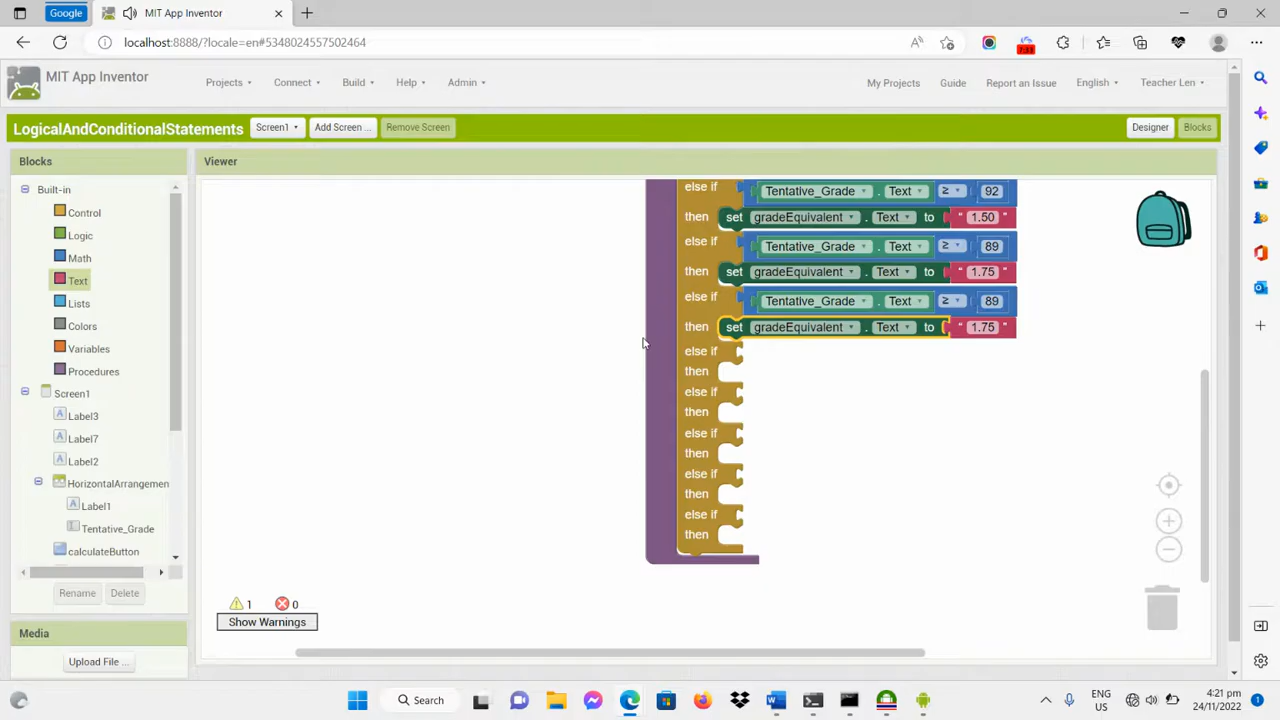 Google
MIT App Inventor
localhost:8888/?locale=en#5348024557502464
7:33
MIT App Inventor
Projects
Connect
Build
Help
Admin
My Projects
Guide
Report an Issue
English
Teacher Len
LogicalAndConditionalStatements
Screen1
Add Screen ...
Remove Screen
Designer
Blocks
Blocks
Viewer
Built-in
Control
Logic
Math
Text
Lists
Colors
Variables
Procedures
Screen1
Label3
Label7
Label2
HorizontalArrangemen
Label1
Tentative_Grade
calculateButton
Rename
Delete
Media
Upload File ...
else if Tentative_Grade . Text ≥ 92
then set gradeEquivalent . Text to " 1.50 "
else if Tentative_Grade . Text ≥ 89
then set gradeEquivalent . Text to " 1.75 "
else if Tentative_Grade . Text ≥ 89
then set gradeEquivalent . Text to " 1.75 "
else if
then
else if
then
else if
then
else if
then
else if
then
1
0
Show Warnings
Search
ENG
US
4:21 pm
24/11/2022